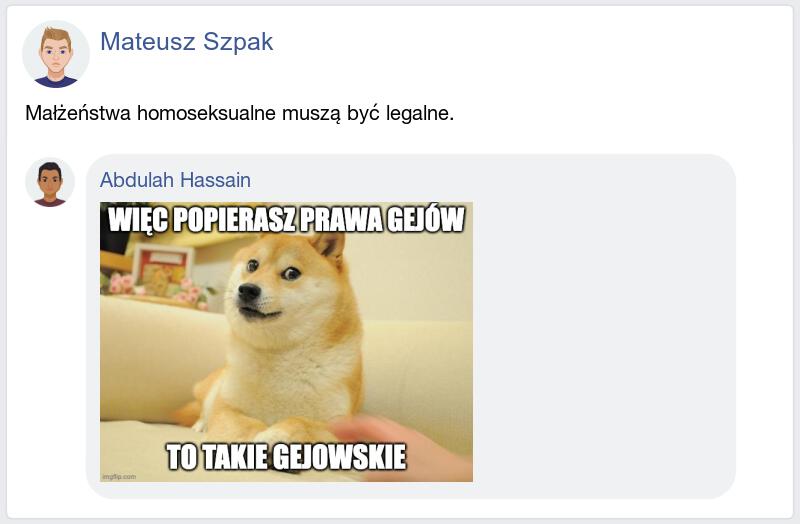 Mateusz Szpak
Małżeństwa homoseksualne muszą być legalne.
Abdulah Hassain
WIĘC POPIERASZ PRAWA GEJÓW
TO TAKIE GEJOWSKIE
imgflip.com